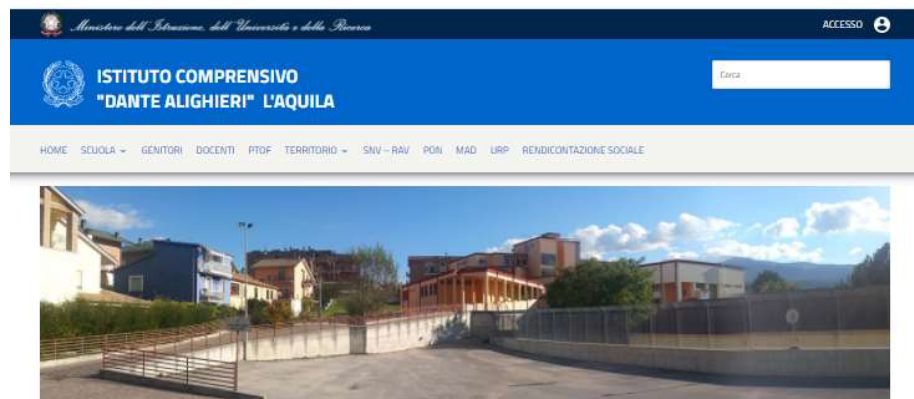 Ministero dell'Istruzione, dell'Università e della Ricerca
ACCESSO
ISTITUTO COMPRENSIVO
"DANTE ALIGHIERI" L'AQUILA
Cerca
HOME SCUOLA GENITORI DOCENTI PTOF TERRITORIO SNV – RAV PON MAD URP RENDICONTAZIONE SOCIALE